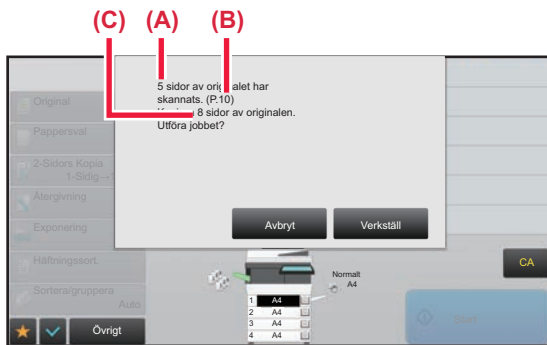 (C) (A) (B)
5 sidor av originalet har
skannats. (P.10)
8 sidor av originalen.
Utföra jobbet?
Original
Pappersval
2-Sidors Kopia
1-Sidig→
Återgivning
Exponering
Häftningssort.
Sortera/gruppera
Auto
Avbryt Verkställ
Normalt
A4
CA
1 A4
2 A4
3 A4
4 A4
Övrigt
Start